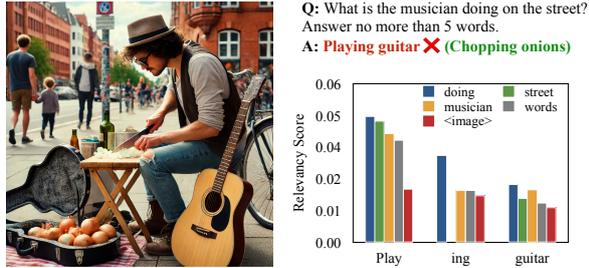 Q: What is the musician doing on the street?
Answer no more than 5 words.
A: Playing guitar ❌ (Chopping onions)
0.06
0.05
0.04
0.02
0.01
0.00
Relevancy Score
doing
musician
<image>
street
words
Play
ing
guitar